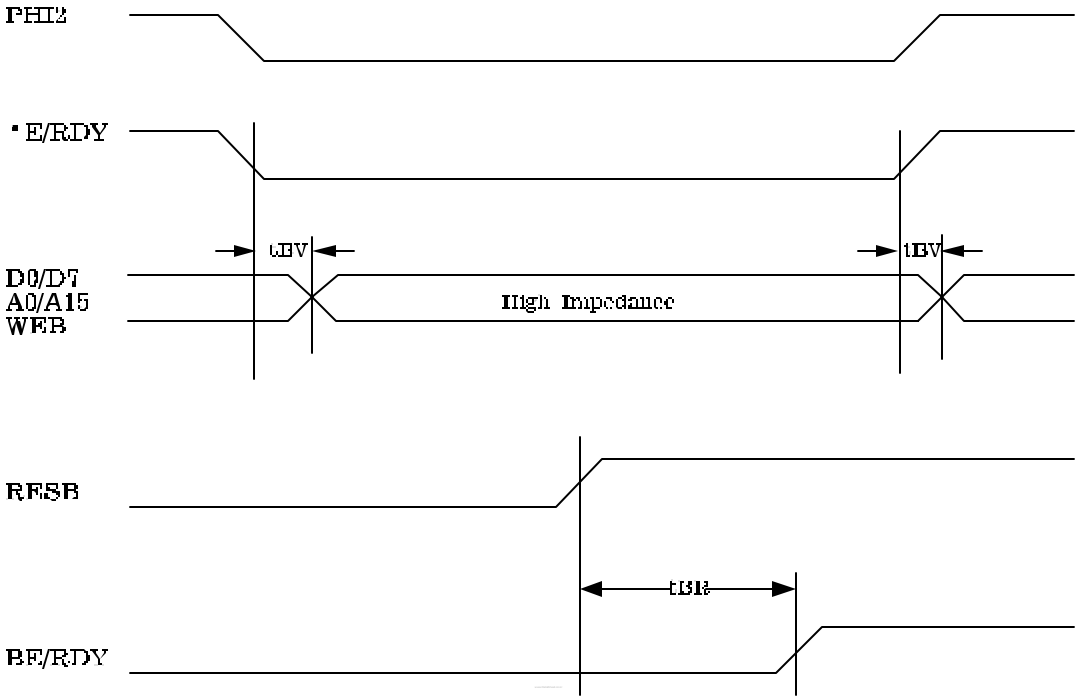 PHI2
E/RDY
tBV tBV
D0/D7
A0/A15
High Impedance
WEB
RESB
tBR
BE/RDY